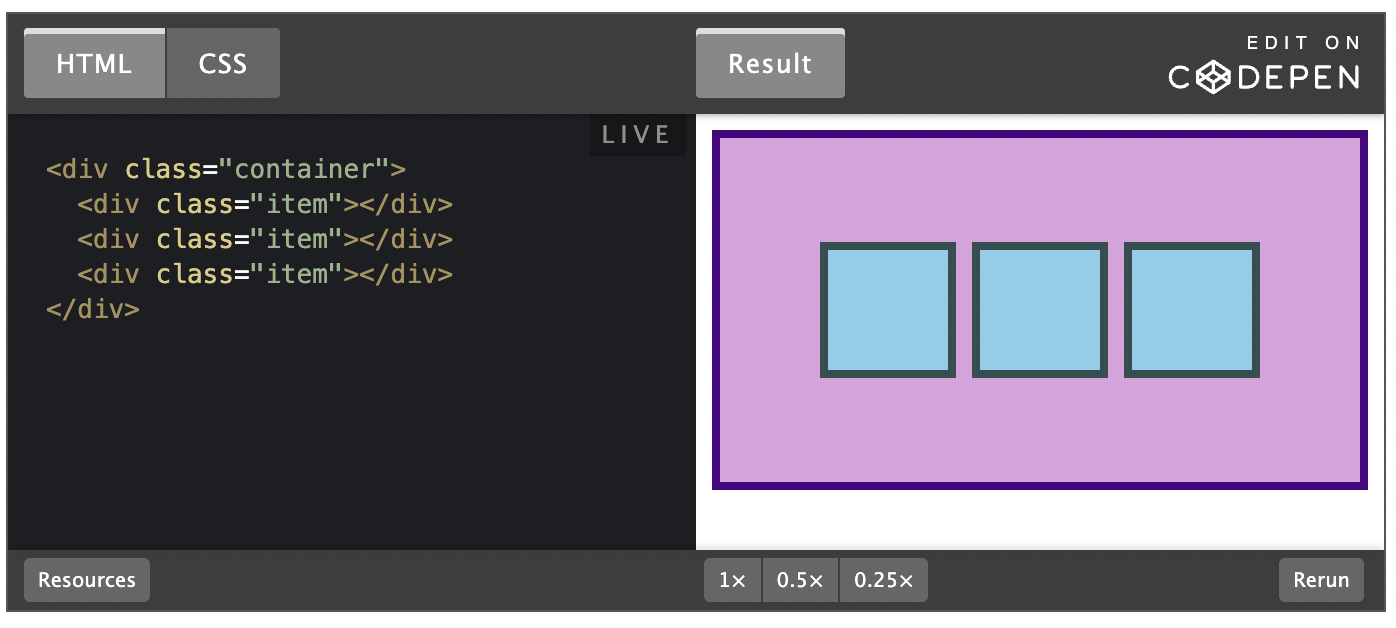 HTML CSS Result EDIT ON
CODEPEN
LIVE
<div class="container">
  <div class="item"></div>
  <div class="item"></div>
  <div class="item"></div>
</div>
Resources 1× 0.5× 0.25× Rerun